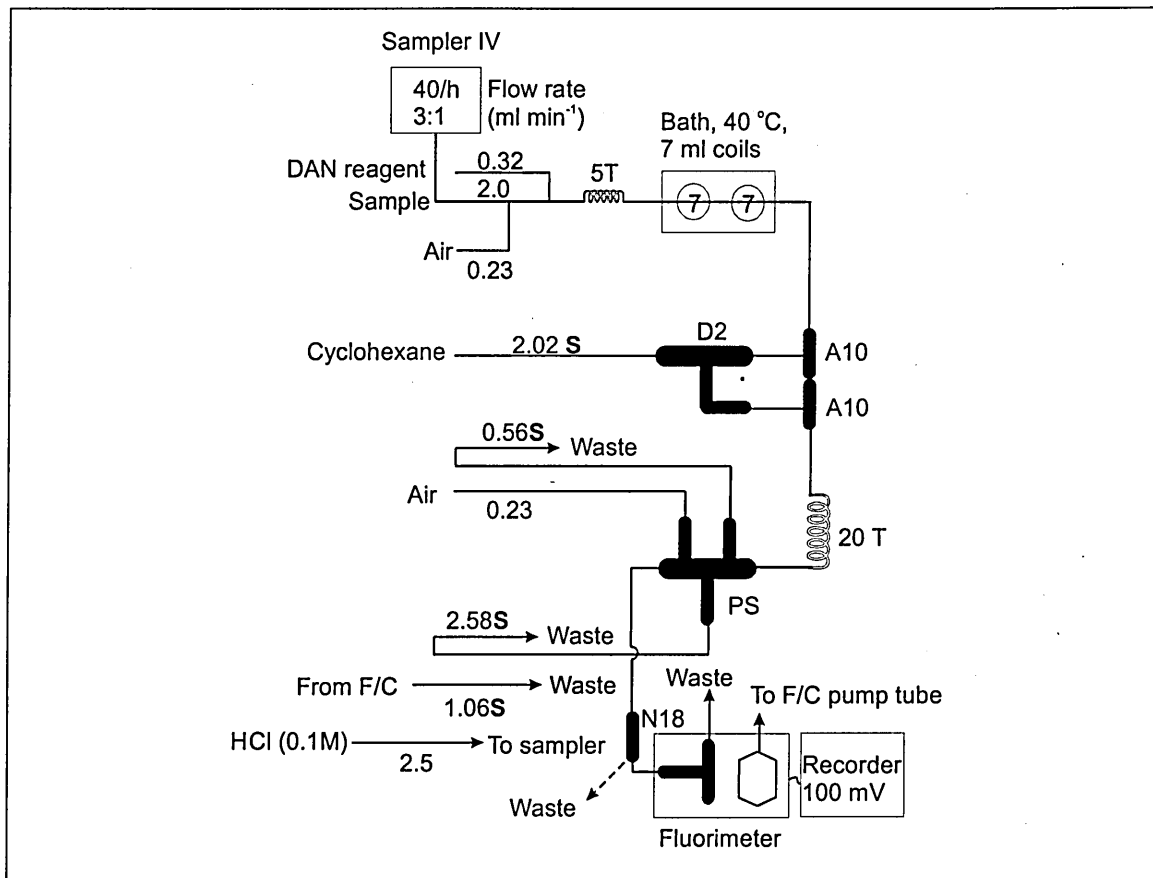 Sampler IV
40/h
3:1
Flow rate
(ml min⁻¹)
Bath, 40 °C,
7 ml coils
DAN reagent
0.32
5T
Sample
2.0
7
7
Air
0.23
D2
Cyclohexane
2.02 S
A10
A10
0.56S
Waste
Air
0.23
20 T
PS
2.58S
Waste
Waste
From F/C
Waste
1.06S
To F/C pump tube
N18
HCl (0.1M)
To sampler
2.5
Recorder
100 mV
Waste
Fluorimeter